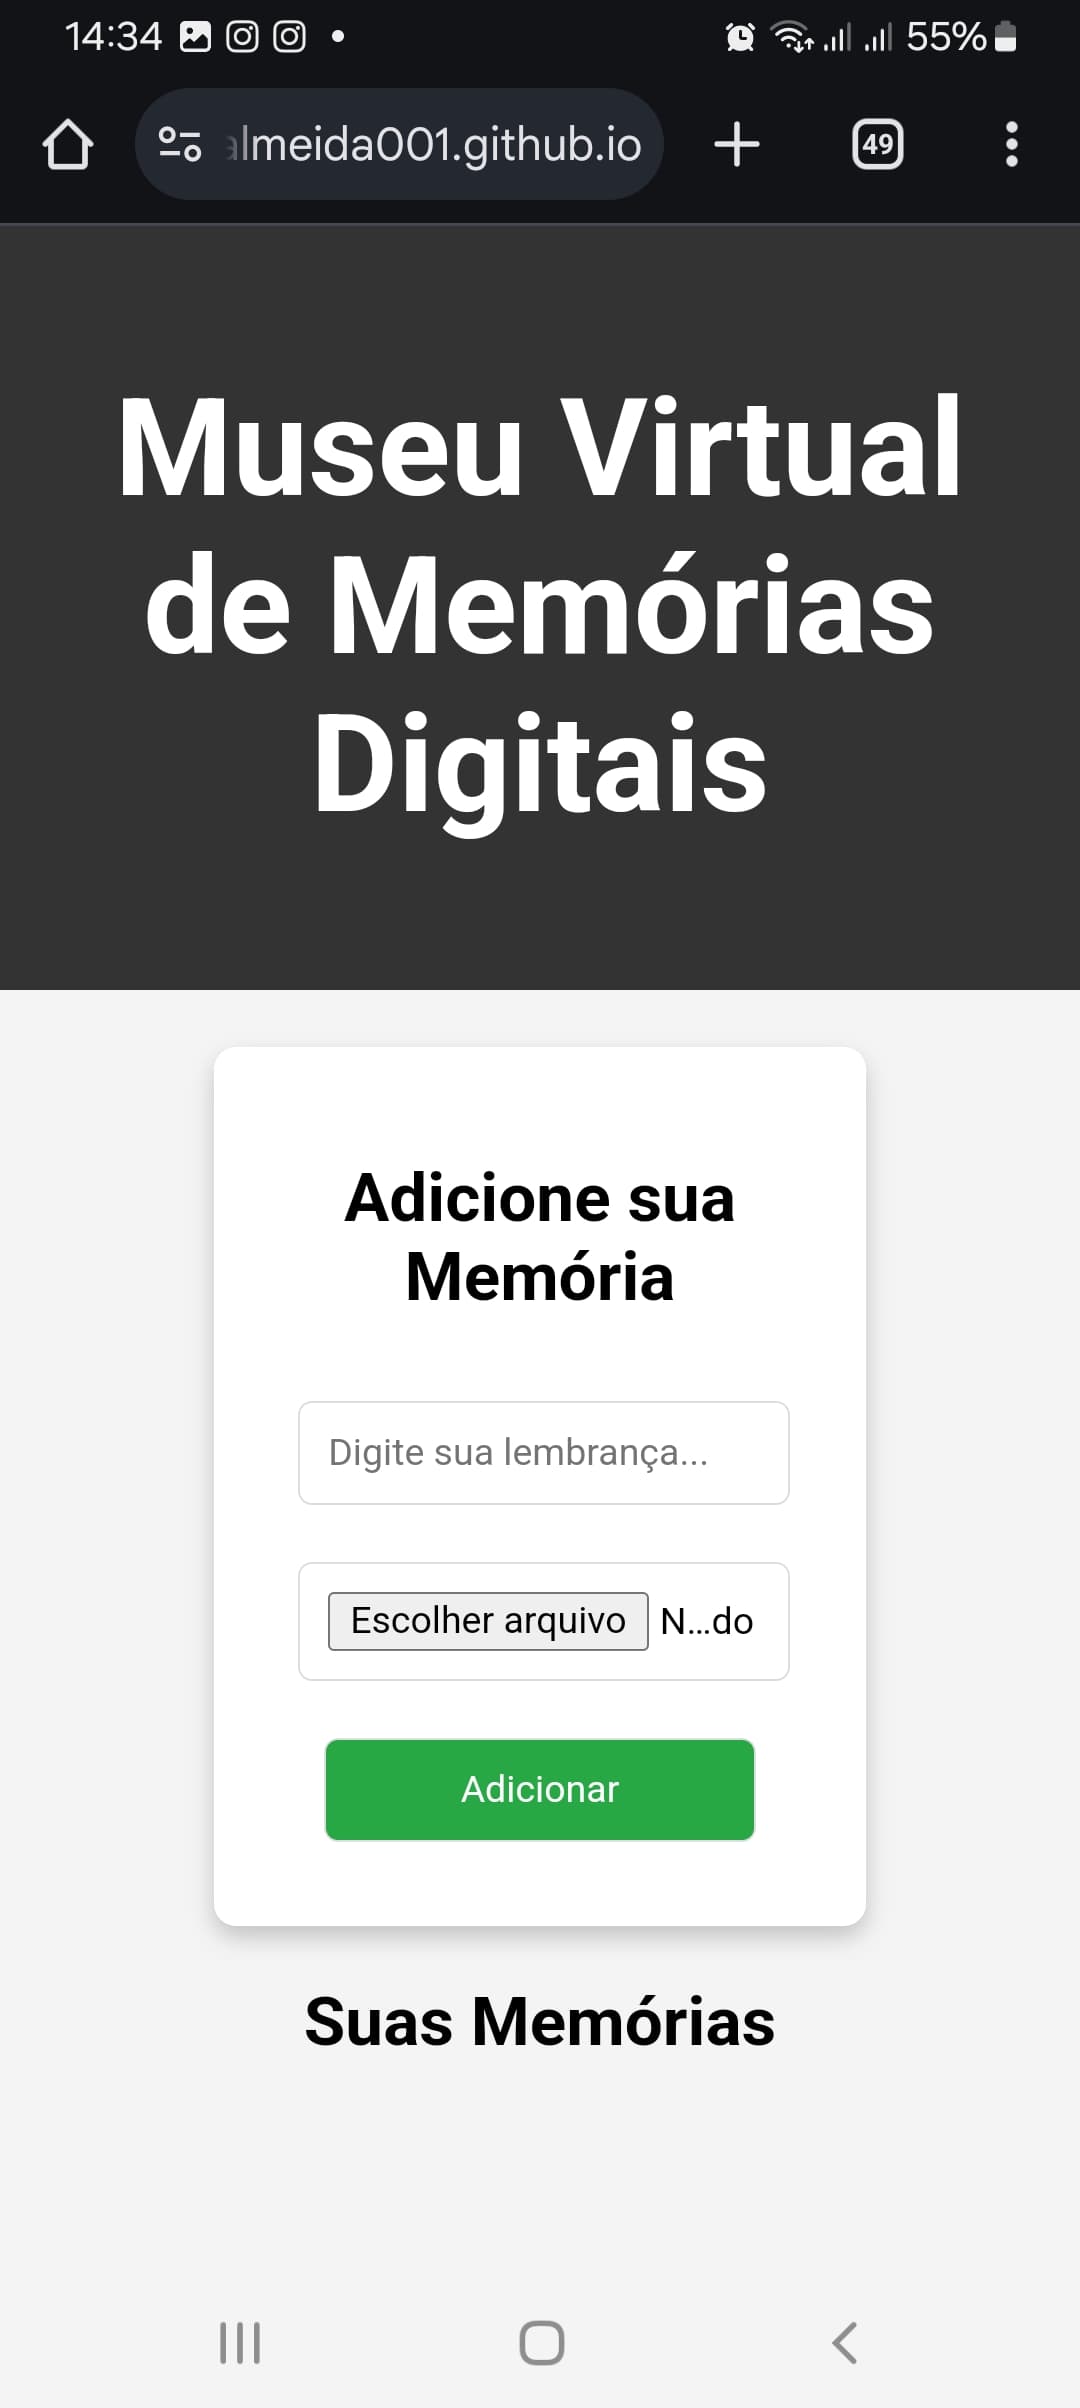 14:34
55%
almeida001.github.io
49
Museu Virtual
de Memórias
Digitais
Adicione sua
Memória
Digite sua lembrança...
Escolher arquivo N...do
Adicionar
Suas Memórias